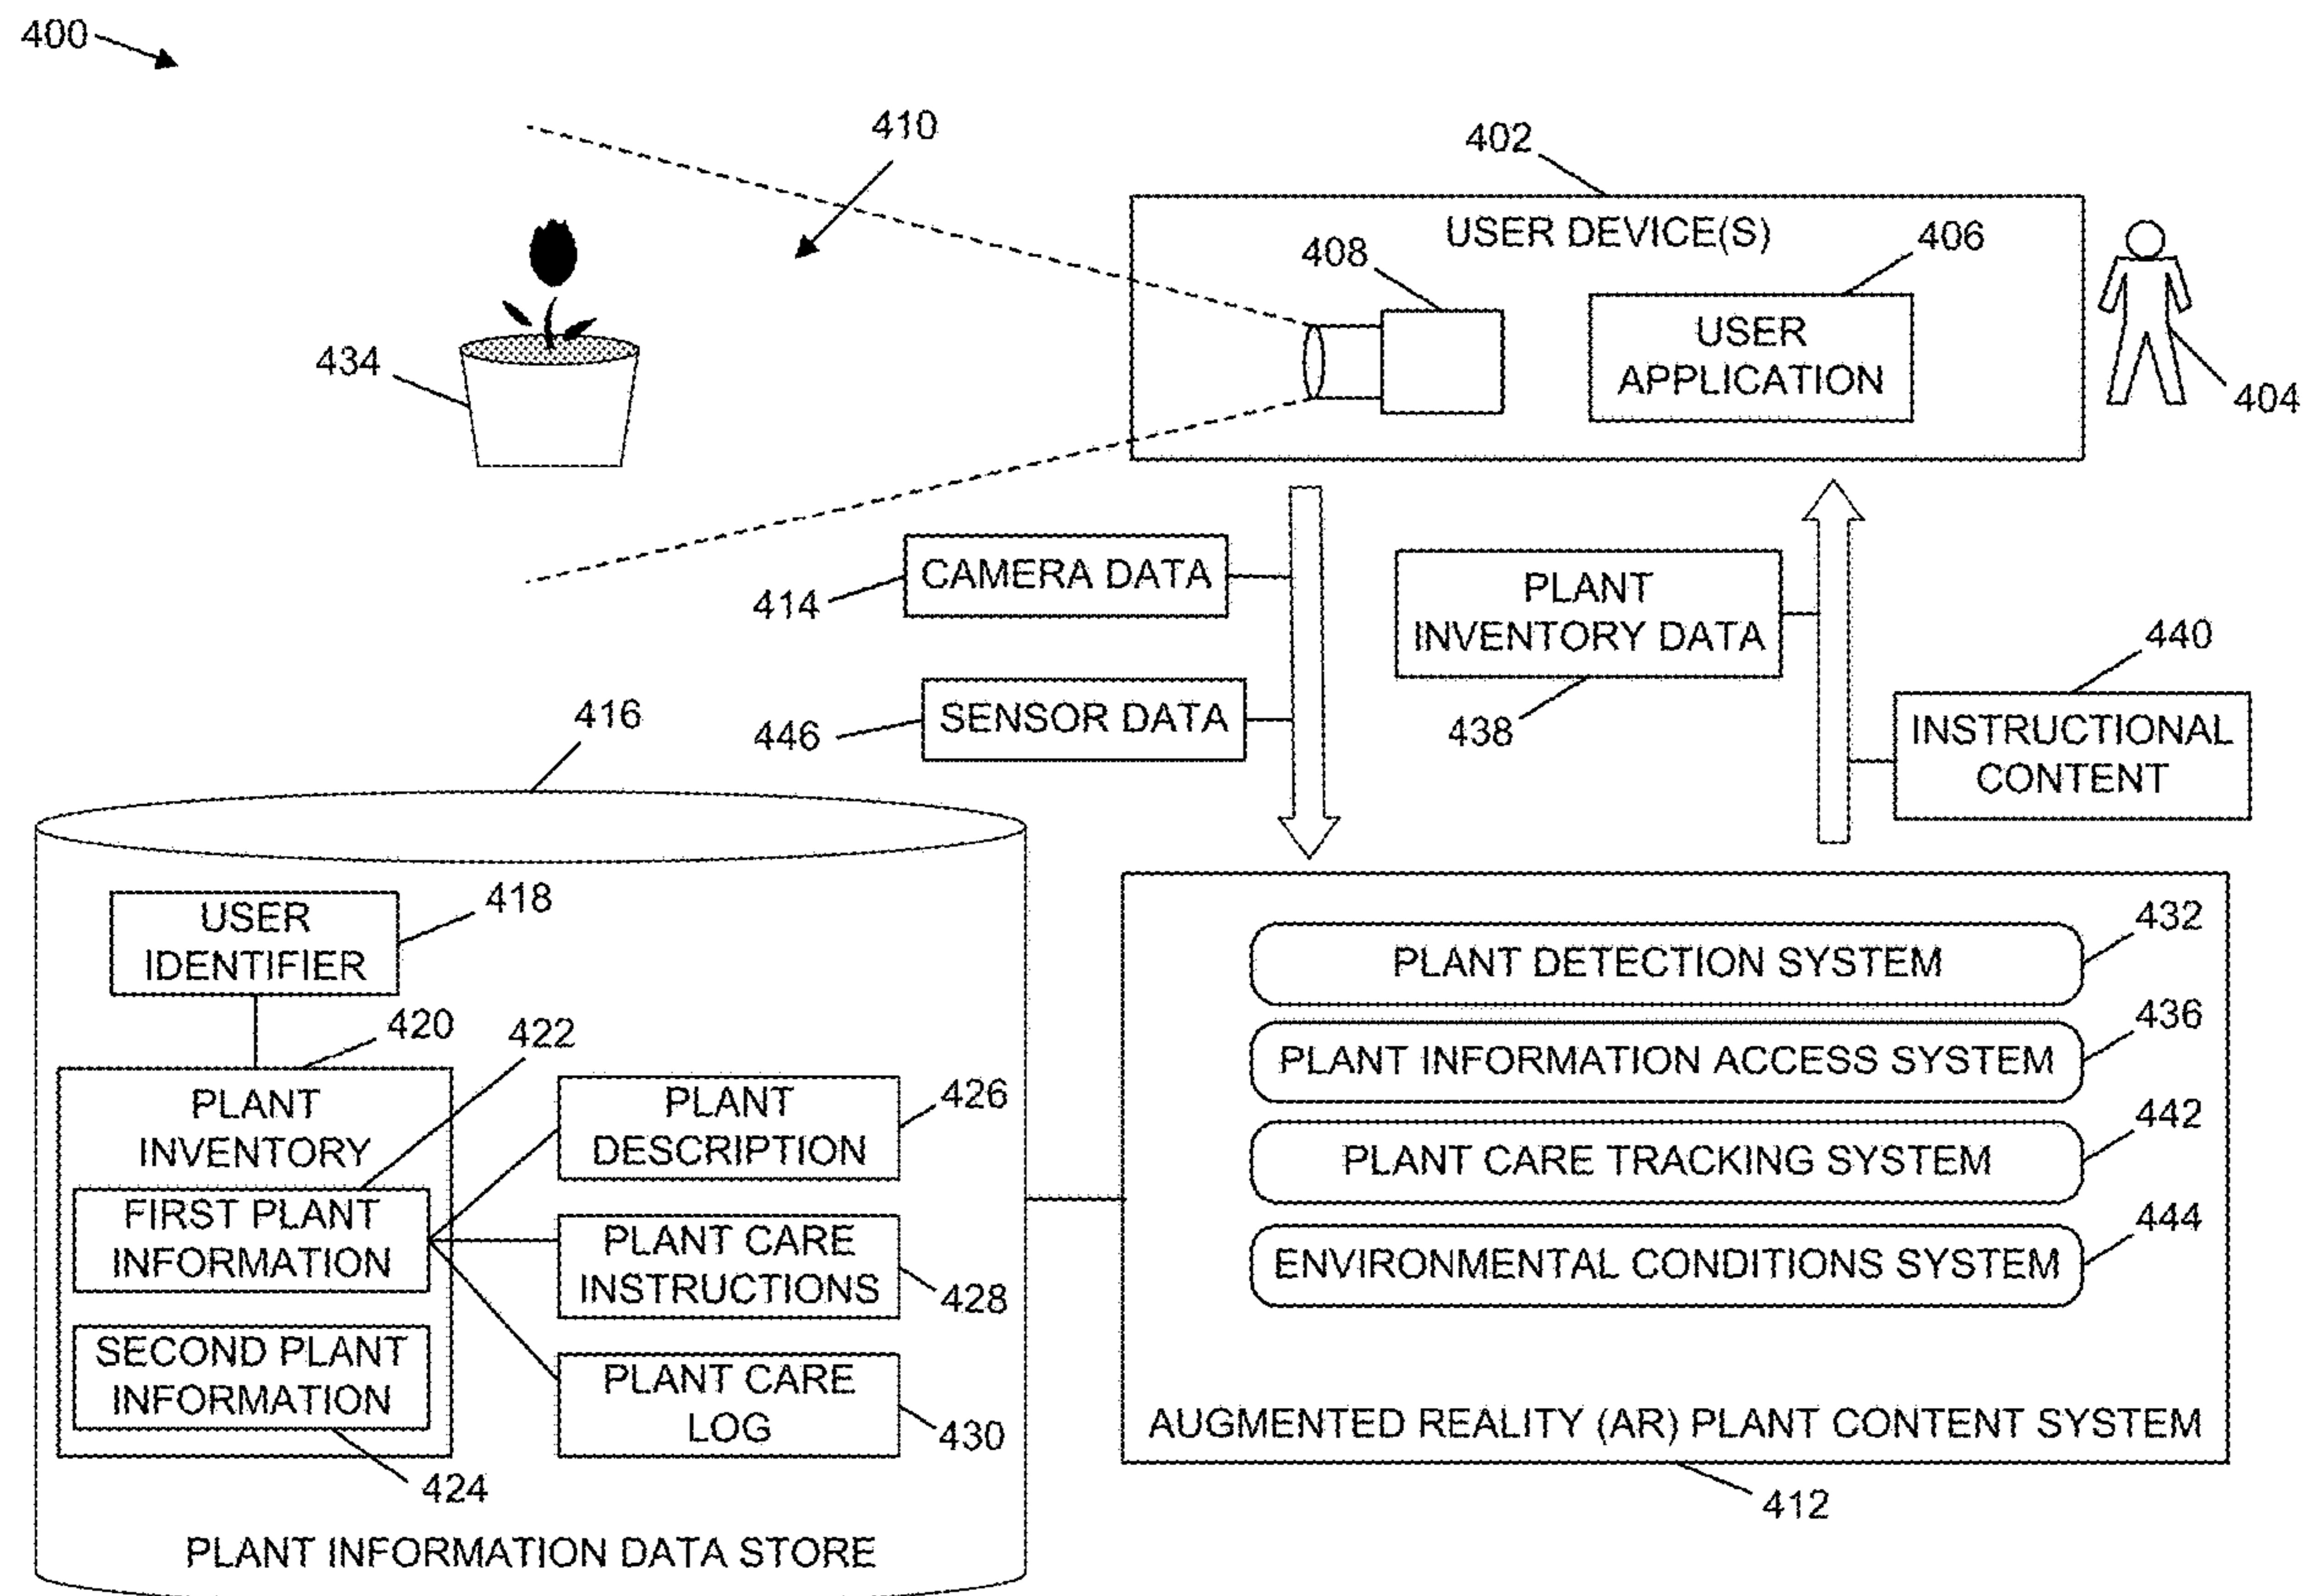 400
410
402
USER DEVICE(S)
408
406
USER
APPLICATION
434
404
CAMERA DATA
414
PLANT
INVENTORY DATA
438
440
SENSOR DATA
446
INSTRUCTIONAL
CONTENT
416
USER
IDENTIFIER
418
420
422
PLANT
INVENTORY
FIRST PLANT
INFORMATION
SECOND PLANT
INFORMATION
424
PLANT
DESCRIPTION
426
PLANT CARE
INSTRUCTIONS
428
PLANT CARE
LOG
430
PLANT INFORMATION DATA STORE
PLANT DETECTION SYSTEM
432
PLANT INFORMATION ACCESS SYSTEM
436
PLANT CARE TRACKING SYSTEM
442
ENVIRONMENTAL CONDITIONS SYSTEM
444
AUGMENTED REALITY (AR) PLANT CONTENT SYSTEM
412